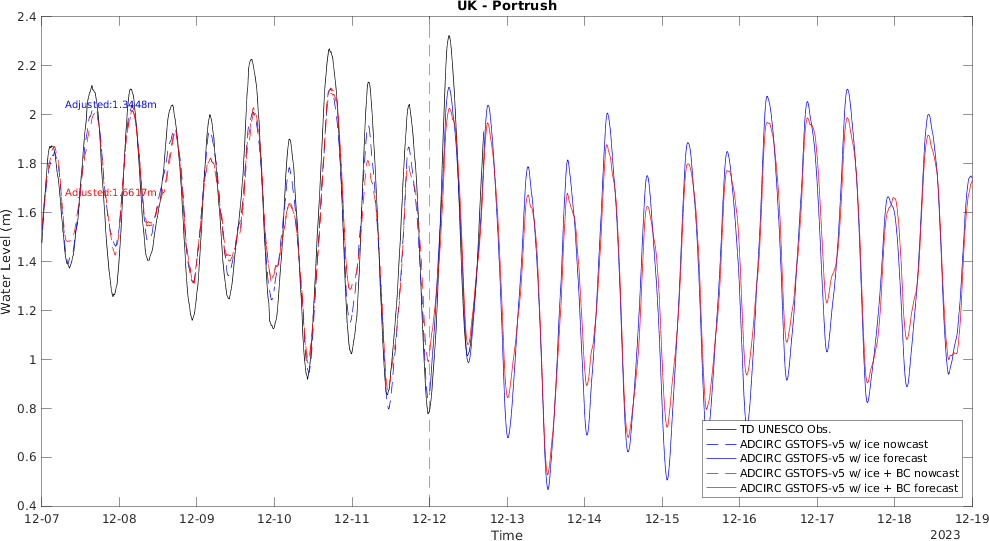 UK - Portrush
2.4
2.2
2
1.8
1.6
1.4
1.2
1
0.8
0.6
0.4
Water Level (m)
Adjusted:1.3448m
Adjusted:1.6617m
TD UNESCO Obs.
ADCIRC GSTOFS-v5 w/ ice nowcast
ADCIRC GSTOFS-v5 w/ ice forecast
ADCIRC GSTOFS-v5 w/ ice + BC nowcast
ADCIRC GSTOFS-v5 w/ ice + BC forecast
12-07 12-08 12-09 12-10 12-11 12-12 12-13 12-14 12-15 12-16 12-17 12-18 12-19
Time
2023